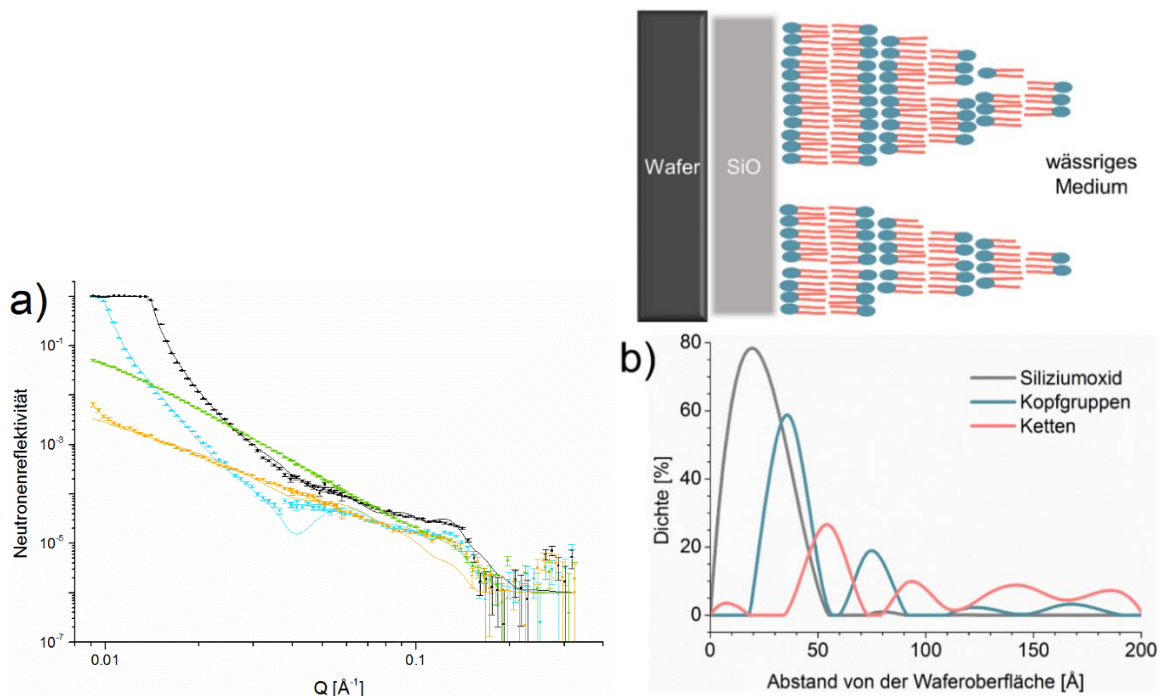 Wafer
SiO
wässriges
Medium
a)
Neutronenreflektivität
10⁻¹
10⁻³
10⁻⁵
10⁻⁷
0.01
0.1
Q [Å⁻¹]
b)
Dichte [%]
80
60
40
20
0
Siliziumoxid
Kopfgruppen
Ketten
0
50
100
150
200
Abstand von der Waferoberfläche [Å]